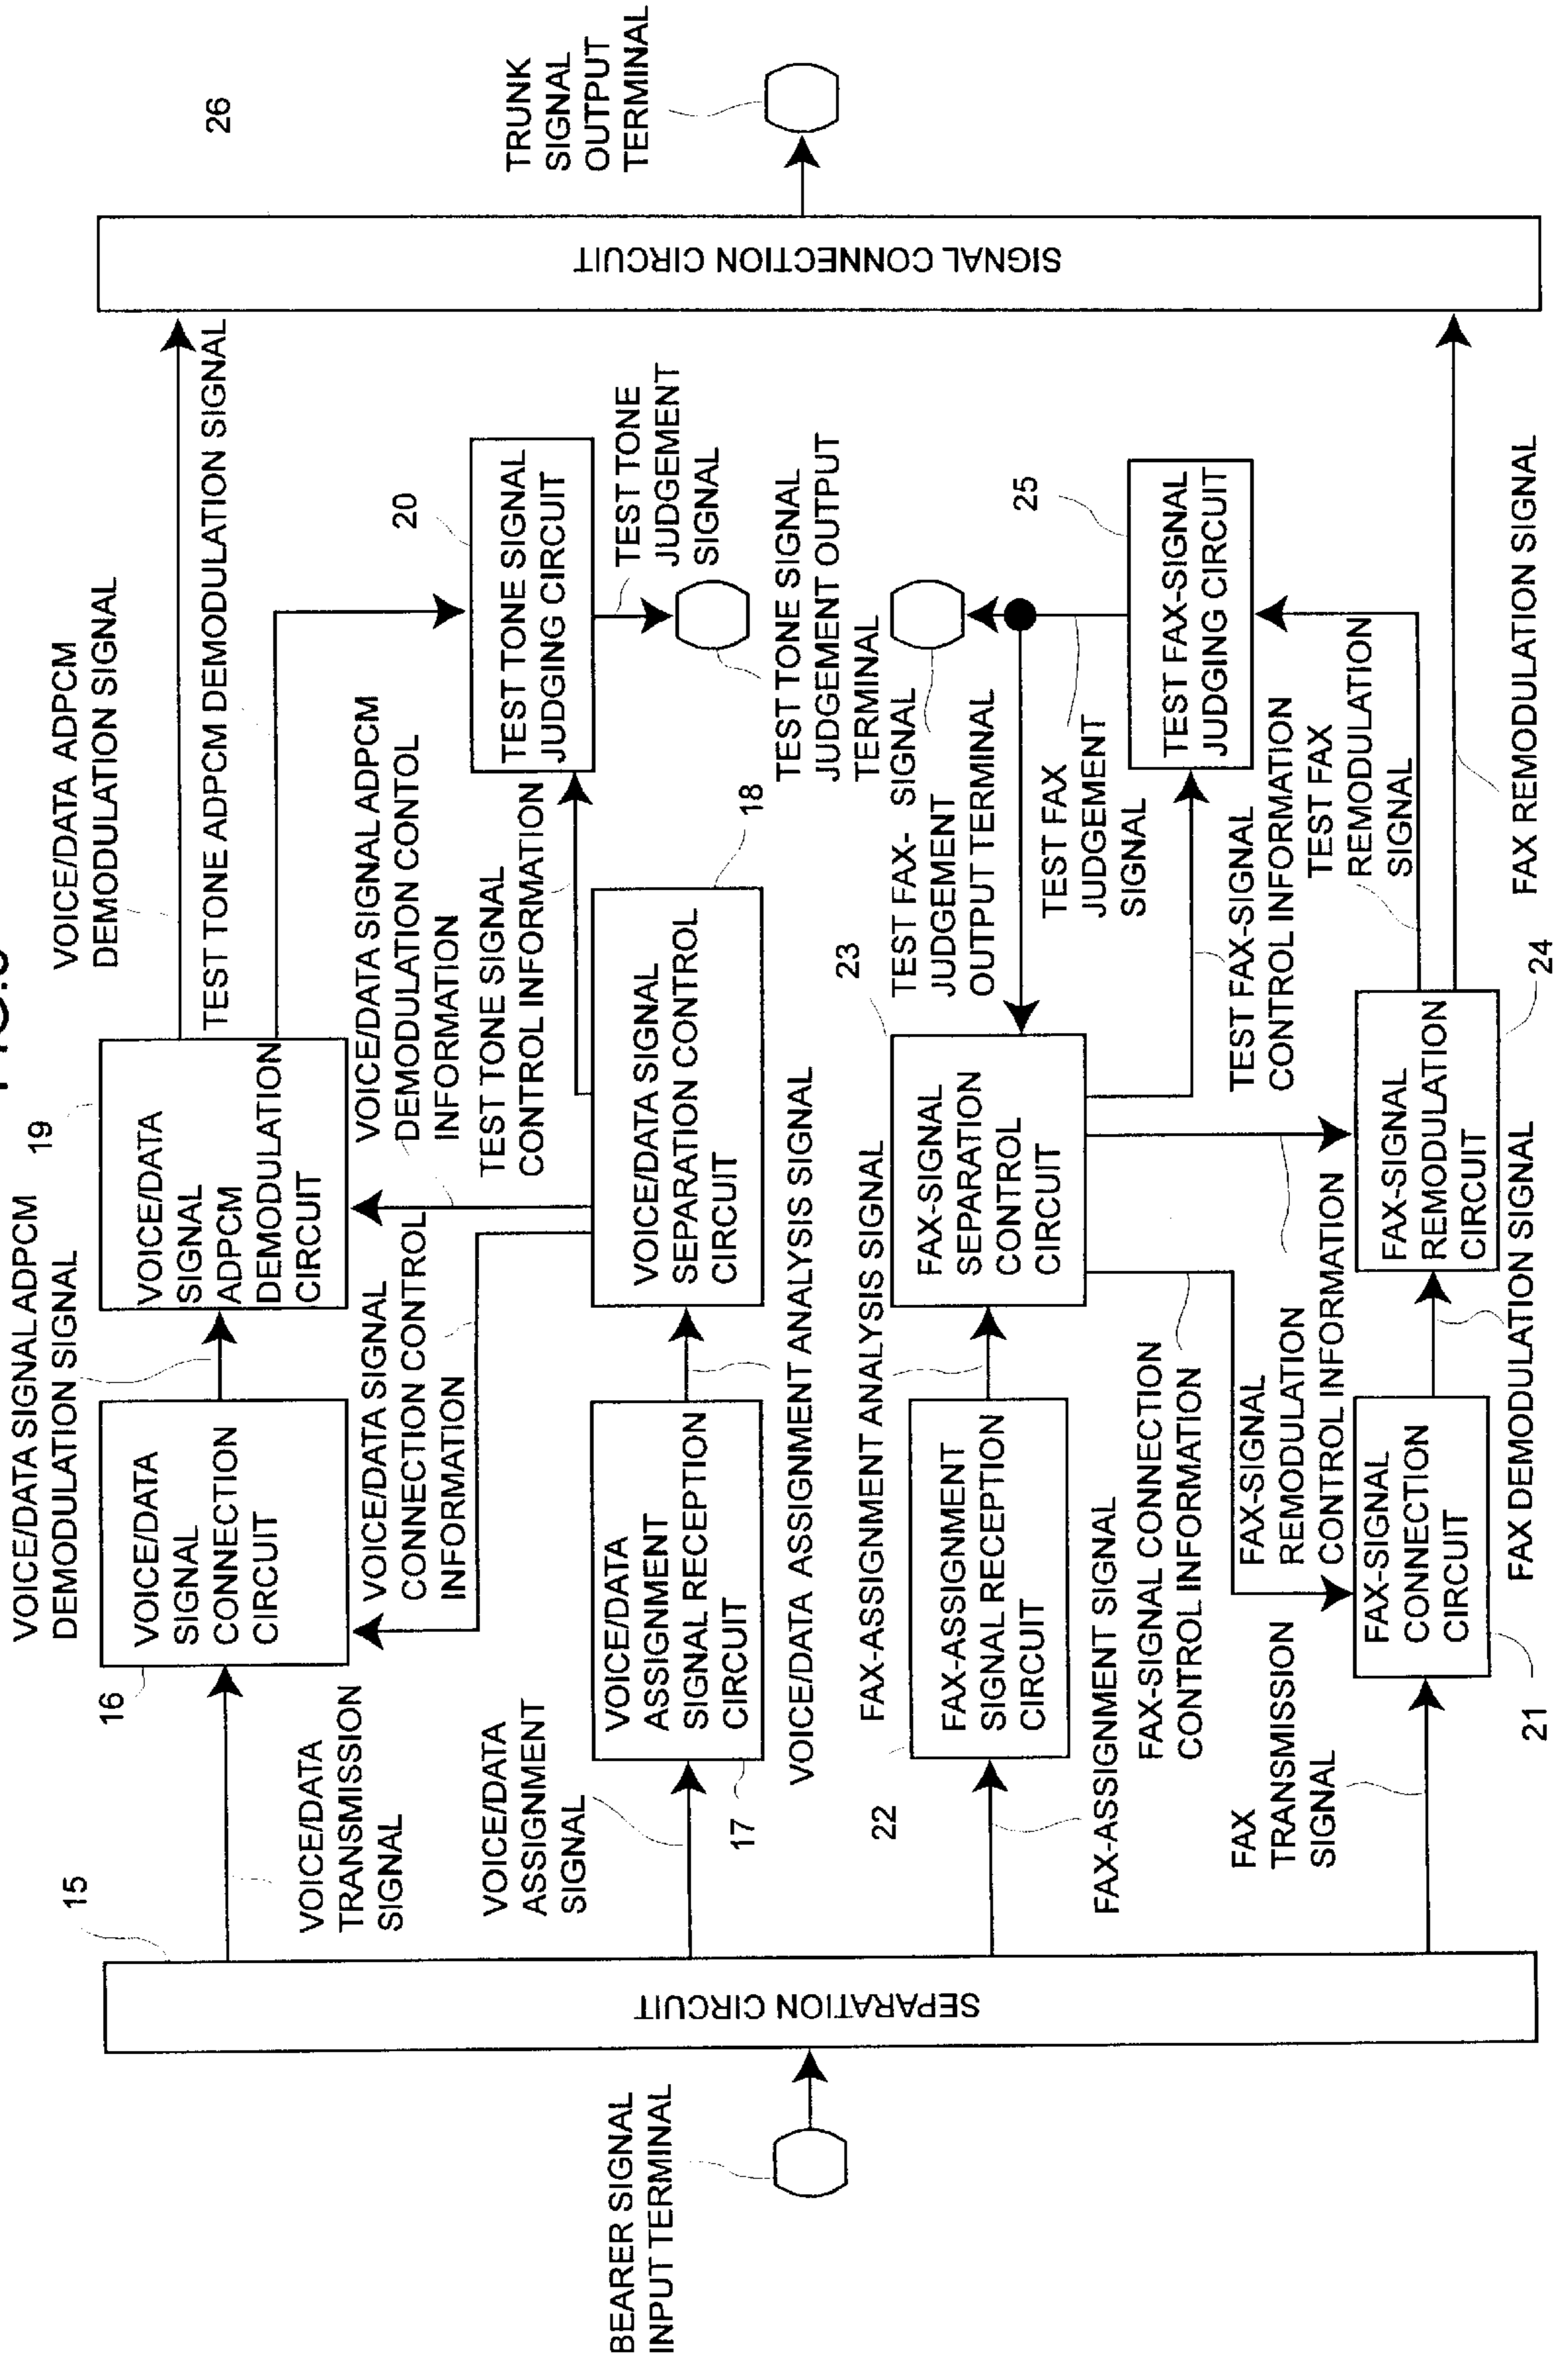 VOICE/DATA SIGNAL ADPCM
DEMODULATION SIGNAL
19
VOICE/DATA ADPCM
DEMODULATION SIGNAL
TEST TONE ADPCM DEMODULATION SIGNAL
26
15
VOICE/DATA
TRANSMISSION
SIGNAL
16
VOICE/DATA
SIGNAL
CONNECTION
CIRCUIT
VOICE/DATA
SIGNAL
ADPCM
DEMODULATION
CIRCUIT
VOICE/DATA SIGNAL
CONNECTION CONTROL
INFORMATION
VOICE/DATA SIGNAL ADPCM
DEMODULATION CONTOL
INFORMATION
TEST TONE SIGNAL
CONTROL INFORMATION
20
TEST TONE SIGNAL
JUDGING CIRCUIT
TEST TONE
JUDGEMENT
SIGNAL
TRUNK
SIGNAL
OUTPUT
TERMINAL
VOICE/DATA
ASSIGNMENT
SIGNAL
17
VOICE/DATA
ASSIGNMENT
SIGNAL RECEPTION
CIRCUIT
VOICE/DATA SIGNAL
SEPARATION CONTROL
CIRCUIT
18
TEST TONE SIGNAL
JUDGEMENT OUTPUT
TERMINAL
BEARER SIGNAL
INPUT TERMINAL
SEPARATION CIRCUIT
SIGNAL CONNECTION CIRCUIT
VOICE/DATA ASSIGNMENT ANALYSIS SIGNAL
FAX-ASSIGNMENT ANALYSIS SIGNAL
22
FAX-ASSIGNMENT
SIGNAL RECEPTION
CIRCUIT
23
FAX-SIGNAL
SEPARATION
CONTROL
CIRCUIT
TEST FAX- SIGNAL
JUDGEMENT
OUTPUT TERMINAL
TEST FAX
JUDGEMENT
SIGNAL
25
TEST FAX-SIGNAL
JUDGING CIRCUIT
FAX-ASSIGNMENT SIGNAL
FAX-SIGNAL CONNECTION
CONTROL INFORMATION
FAX-SIGNAL
REMODULATION
CONTROL INFORMATION
TEST FAX-SIGNAL
CONTROL INFORMATION
TEST FAX
REMODULATION
SIGNAL
FAX
TRANSMISSION
SIGNAL
21
FAX-SIGNAL
CONNECTION
CIRCUIT
FAX-SIGNAL
REMODULATION
CIRCUIT
24
FAX DEMODULATION SIGNAL
FAX REMODULATION SIGNAL